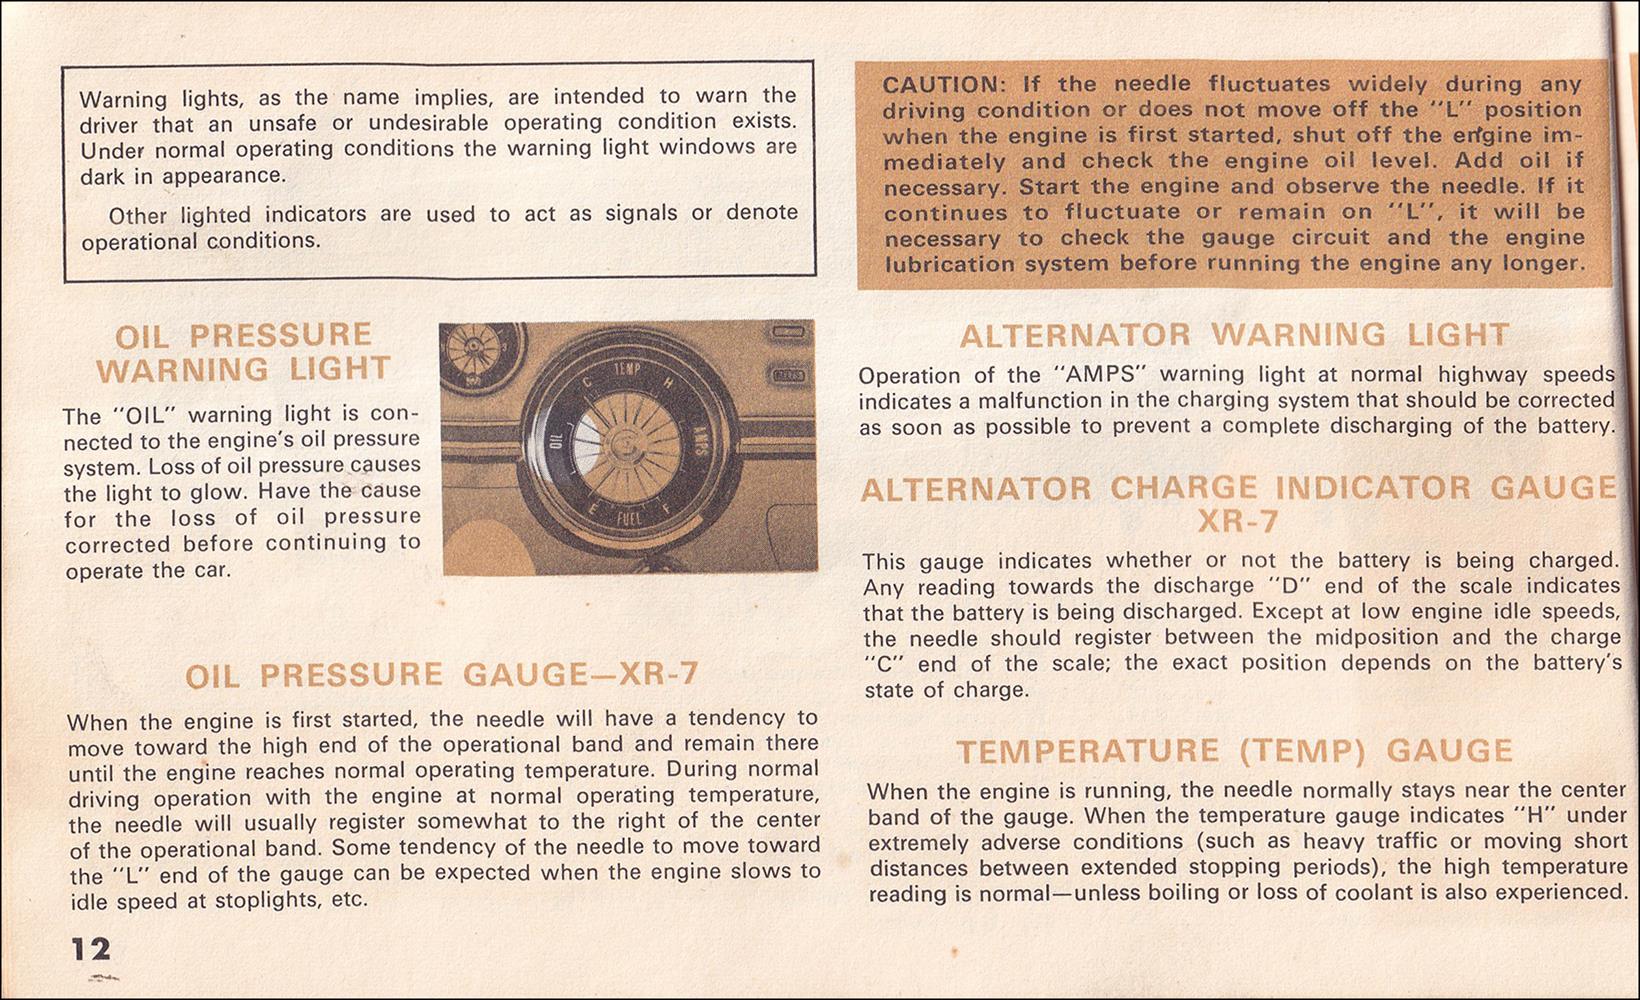 Warning lights, as the name implies, are intended to warn the
driver that an unsafe or undesirable operating condition exists.
Under normal operating conditions the warning light windows are
dark in appearance.
Other lighted indicators are used to act as signals or denote
operational conditions.
OIL PRESSURE
WARNING LIGHT
The "OIL" warning light is con-
nected to the engine's oil pressure
system. Loss of oil pressure causes
the light to glow. Have the cause
for the loss of oil pressure
corrected before continuing to
operate the car.
TEMP
C H
OIL
AMPS
E F
FUEL
OIL PRESSURE GAUGE—XR-7
When the engine is first started, the needle will have a tendency to
move toward the high end of the operational band and remain there
until the engine reaches normal operating temperature. During normal
driving operation with the engine at normal operating temperature,
the needle will usually register somewhat to the right of the center
of the operational band. Some tendency of the needle to move toward
the "L" end of the gauge can be expected when the engine slows to
idle speed at stoplights, etc.
12
CAUTION: If the needle fluctuates widely during any
driving condition or does not move off the "L" position
when the engine is first started, shut off the engine im-
mediately and check the engine oil level. Add oil if
necessary. Start the engine and observe the needle. If it
continues to fluctuate or remain on "L", it will be
necessary to check the gauge circuit and the engine
lubrication system before running the engine any longer.
ALTERNATOR WARNING LIGHT
Operation of the "AMPS" warning light at normal highway speeds
indicates a malfunction in the charging system that should be corrected
as soon as possible to prevent a complete discharging of the battery.
ALTERNATOR CHARGE INDICATOR GAUGE
XR-7
This gauge indicates whether or not the battery is being charged.
Any reading towards the discharge "D" end of the scale indicates
that the battery is being discharged. Except at low engine idle speeds,
the needle should register between the midposition and the charge
"C" end of the scale; the exact position depends on the battery's
state of charge.
TEMPERATURE (TEMP) GAUGE
When the engine is running, the needle normally stays near the center
band of the gauge. When the temperature gauge indicates "H" under
extremely adverse conditions (such as heavy traffic or moving short
distances between extended stopping periods), the high temperature
reading is normal—unless boiling or loss of coolant is also experienced.